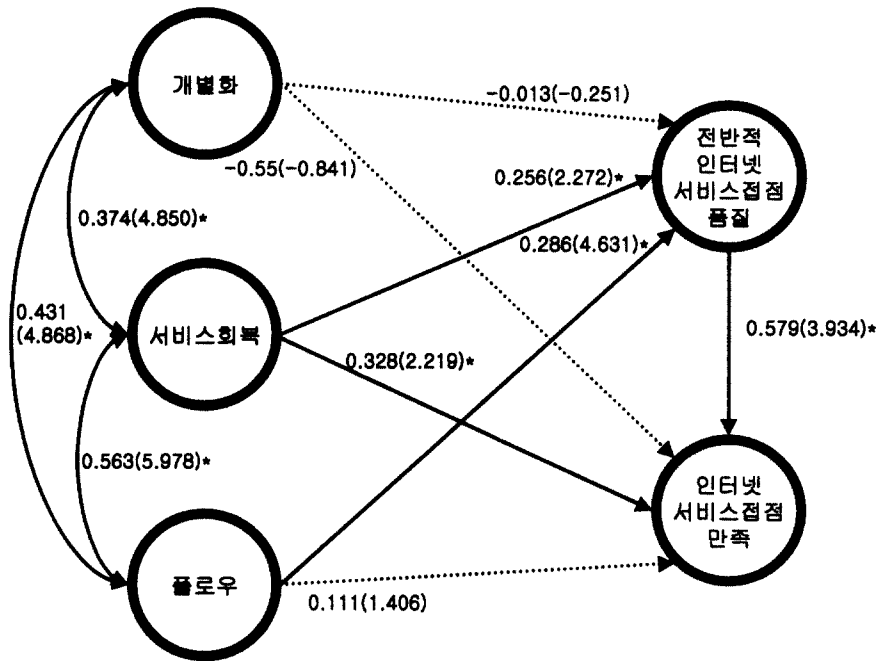 개별화
-0.013(-0.251)
전반적
인터넷
서비스접점
품질
-0.55(-0.841)
0.256(2.272)*
0.374(4.850)*
0.286(4.631)*
0.431
(4.868)*
서비스회복
0.328(2.219)*
0.579(3.934)*
0.563(5.978)*
인터넷
서비스접점
만족
플로우
0.111(1.406)